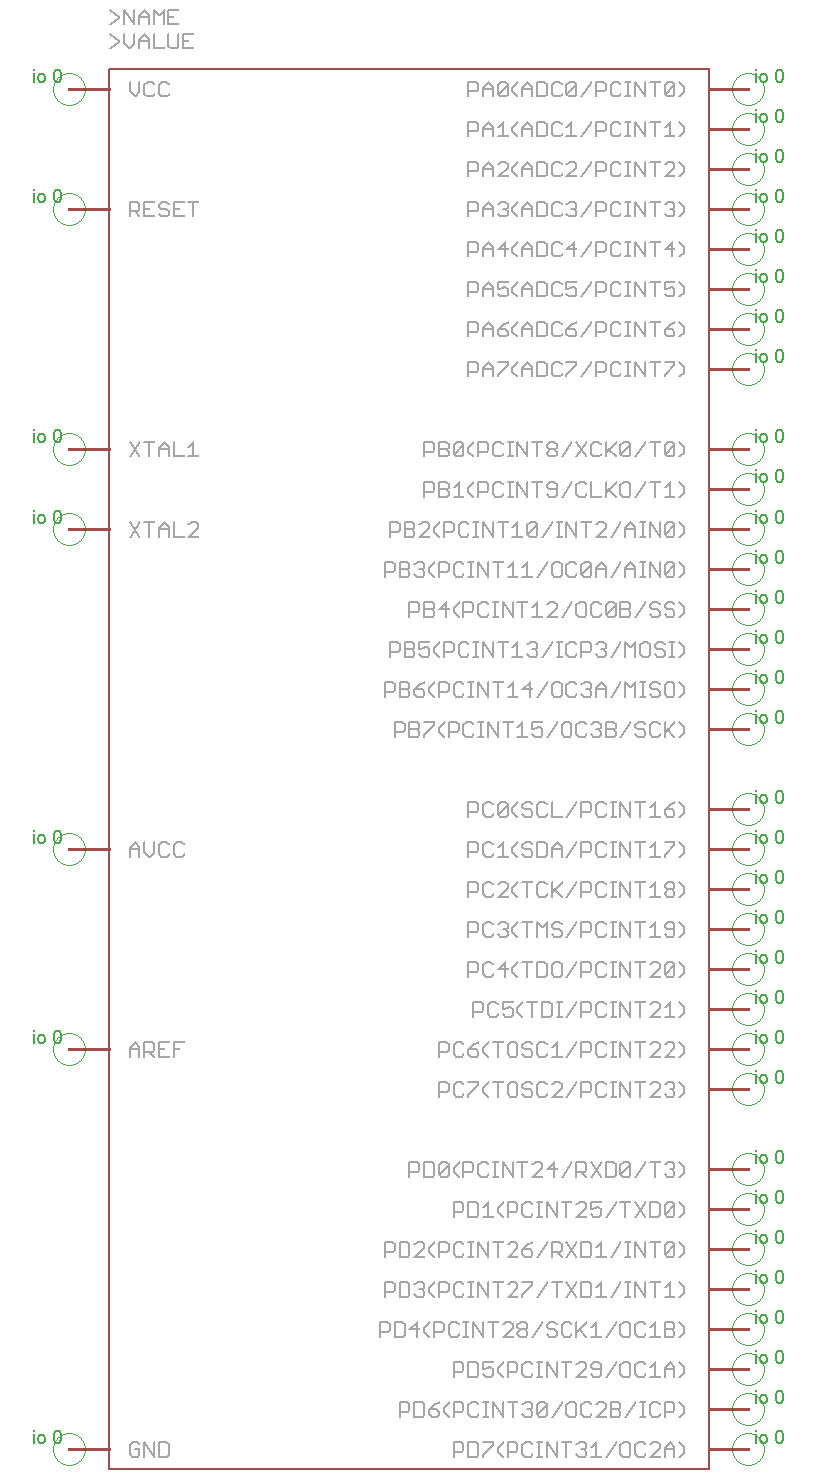 >NAME
>VALUE
io 0 VCC PA0(ADC0/PCINT0) io 0
PA1(ADC1/PCINT1) io 0
PA2(ADC2/PCINT2) io 0
io 0 RESET PA3(ADC3/PCINT3) io 0
PA4(ADC4/PCINT4) io 0
PA5(ADC5/PCINT5) io 0
PA6(ADC6/PCINT6) io 0
PA7(ADC7/PCINT7) io 0
io 0 XTAL1 PB0(PCINT8/XCK0/T0) io 0
PB1(PCINT9/CLKO/T1) io 0
io 0 XTAL2 PB2(PCINT10/INT2/AIN0) io 0
PB3(PCINT11/OC0A/AIN0) io 0
PB4(PCINT12/OC0B/SS) io 0
PB5(PCINT13/ICP3/MOSI) io 0
PB6(PCINT14/OC3A/MISO) io 0
PB7(PCINT15/OC3B/SCK) io 0
PC0(SCL/PCINT16) io 0
io 0 AVCC PC1(SDA/PCINT17) io 0
PC2(TCK/PCINT18) io 0
PC3(TMS/PCINT19) io 0
PC4(TDO/PCINT20) io 0
PC5(TDI/PCINT21) io 0
io 0 AREF PC6(TOSC1/PCINT22) io 0
PC7(TOSC2/PCINT23) io 0
PD0(PCINT24/RXD0/T3) io 0
PD1(PCINT25/TXD0) io 0
PD2(PCINT26/RXD1/INT0) io 0
PD3(PCINT27/TXD1/INT1) io 0
PD4(PCINT28/SCK1/OC1B) io 0
PD5(PCINT29/OC1A) io 0
PD6(PCINT30/OC2B/ICP) io 0
io 0 GND PD7(PCINT31/OC2A) io 0